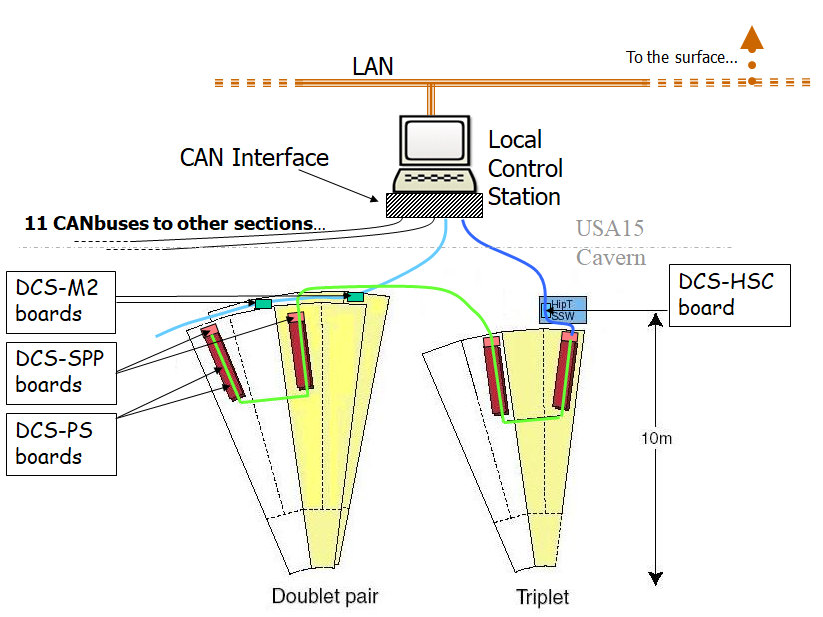 To the surface...
LAN
CAN Interface
Local
Control
Station
11 CANbuses to other sections...
USA15
Cavern
DCS-M2
boards
DCS-HSC
board
HipT
SSW
DCS-SPP
boards
DCS-PS
boards
10m
Doublet pair
Triplet